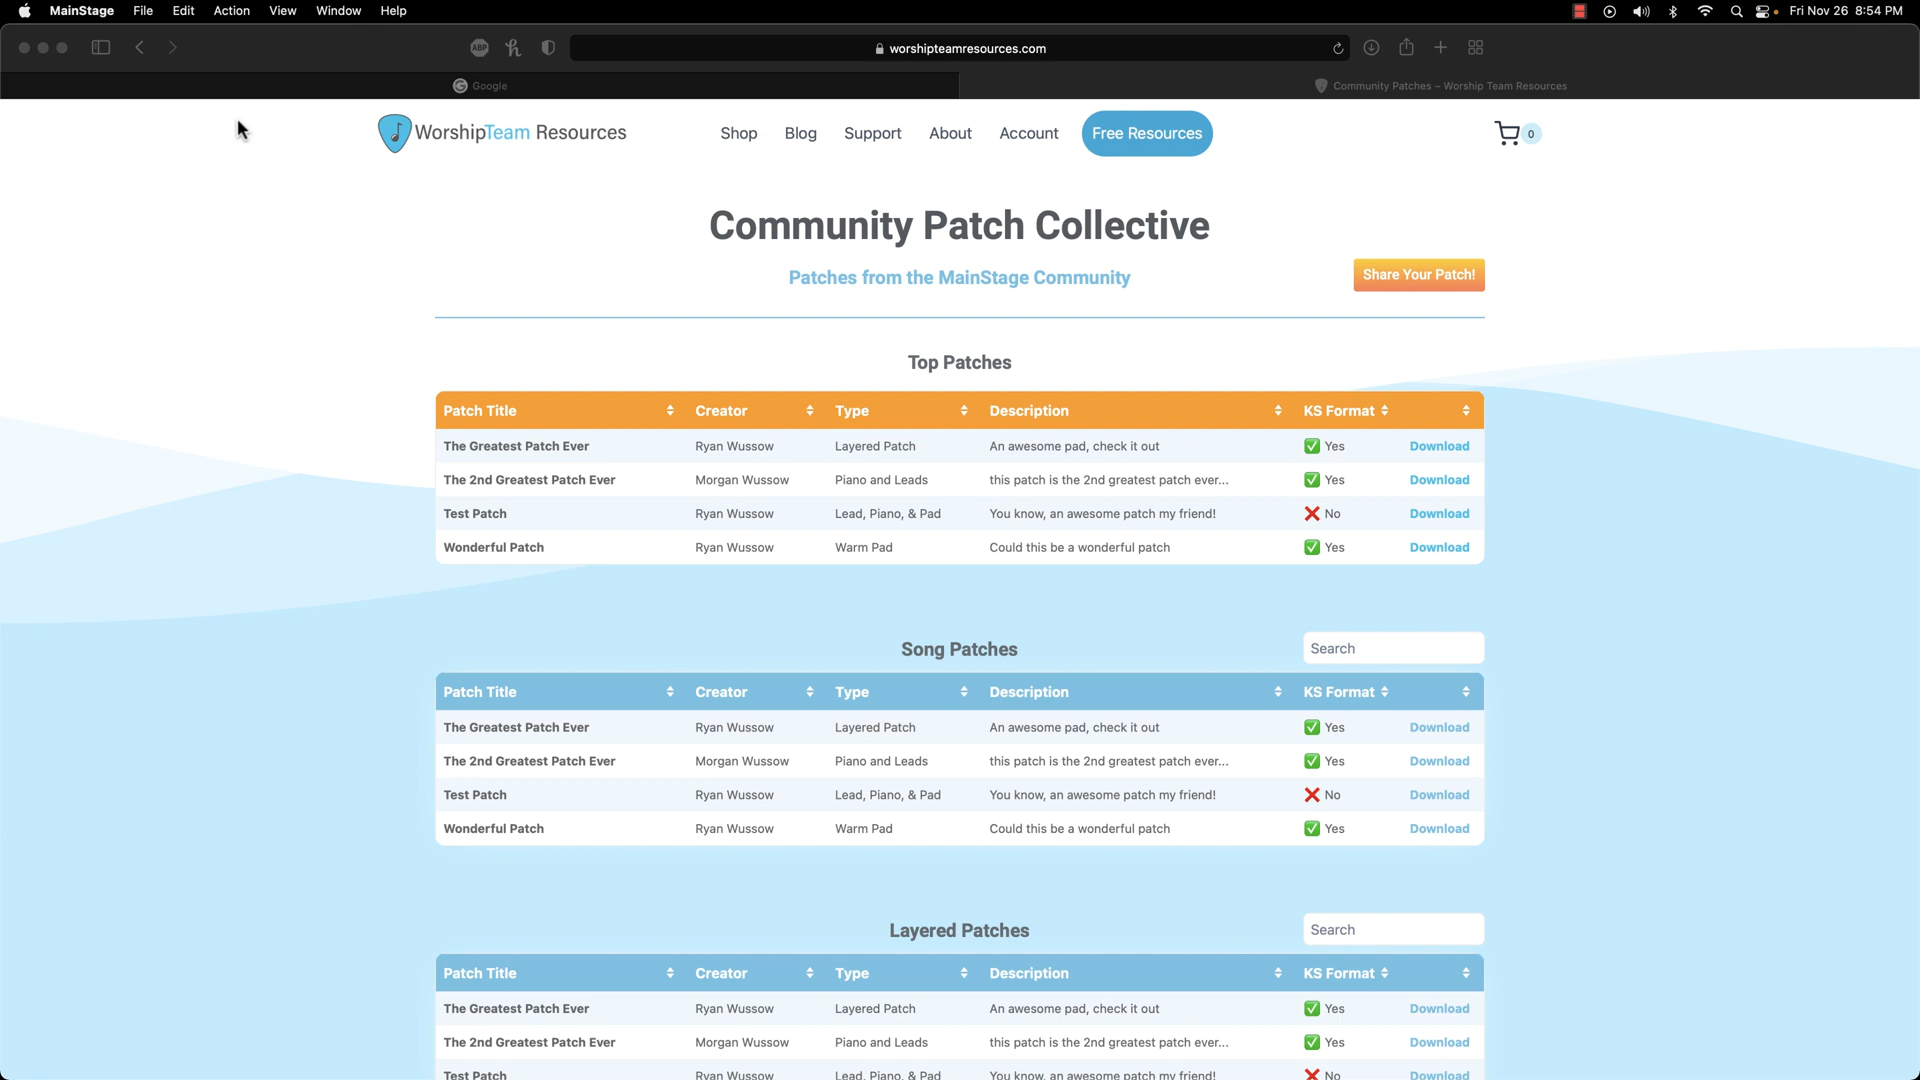 MainStage File Edit Action View Window Help Fri Nov 26 8:54 PM
ABP worshipteamresources.com
G Google Community Patches – Worship Team Resources
WorshipTeam Resources Shop Blog Support About Account Free Resources 0
Community Patch Collective
Patches from the MainStage Community Share Your Patch!
Top Patches
Patch Title Creator Type Description KS Format
The Greatest Patch Ever Ryan Wussow Layered Patch An awesome pad, check it out ✅ Yes Download
The 2nd Greatest Patch Ever Morgan Wussow Piano and Leads this patch is the 2nd greatest patch ever... ✅ Yes Download
Test Patch Ryan Wussow Lead, Piano, & Pad You know, an awesome patch my friend! ❌ No Download
Wonderful Patch Ryan Wussow Warm Pad Could this be a wonderful patch ✅ Yes Download
Song Patches Search
Patch Title Creator Type Description KS Format
The Greatest Patch Ever Ryan Wussow Layered Patch An awesome pad, check it out ✅ Yes Download
The 2nd Greatest Patch Ever Morgan Wussow Piano and Leads this patch is the 2nd greatest patch ever... ✅ Yes Download
Test Patch Ryan Wussow Lead, Piano, & Pad You know, an awesome patch my friend! ❌ No Download
Wonderful Patch Ryan Wussow Warm Pad Could this be a wonderful patch ✅ Yes Download
Layered Patches Search
Patch Title Creator Type Description KS Format
The Greatest Patch Ever Ryan Wussow Layered Patch An awesome pad, check it out ✅ Yes Download
The 2nd Greatest Patch Ever Morgan Wussow Piano and Leads this patch is the 2nd greatest patch ever... ✅ Yes Download
Test Patch Ryan Wussow Lead, Piano, & Pad You know, an awesome patch my friend! ❌ No Download